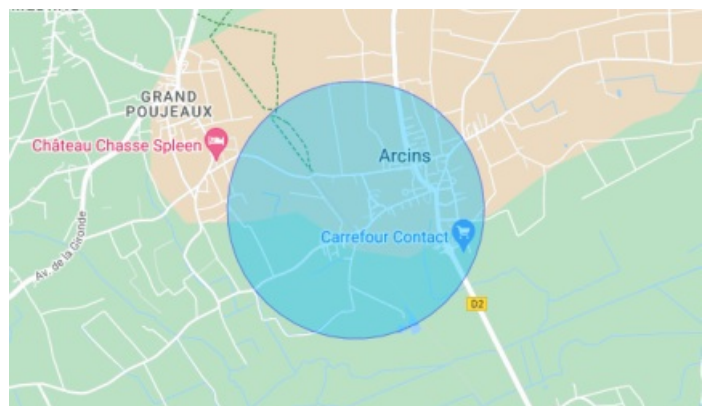 GRAND
POUJEAUX
Château Chasse Spleen
Arcins
Carrefour Contact
Av. de la Gironde
D2